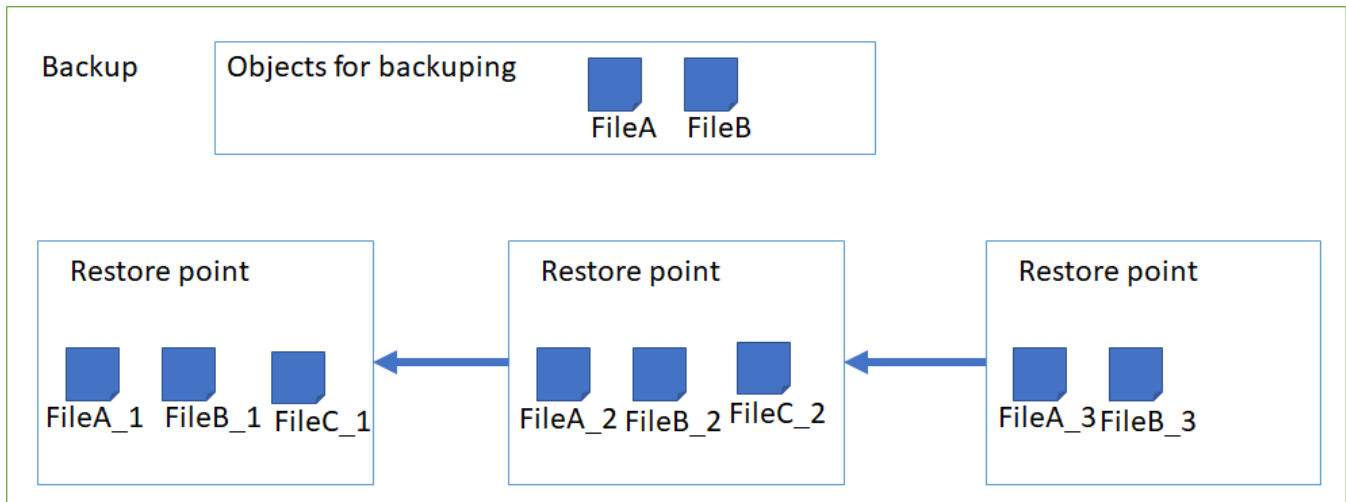 Backup
Objects for backuping
FileA FileB
Restore point
FileA_1 FileB_1 FileC_1
Restore point
FileA_2 FileB_2 FileC_2
Restore point
FileA_3 FileB_3